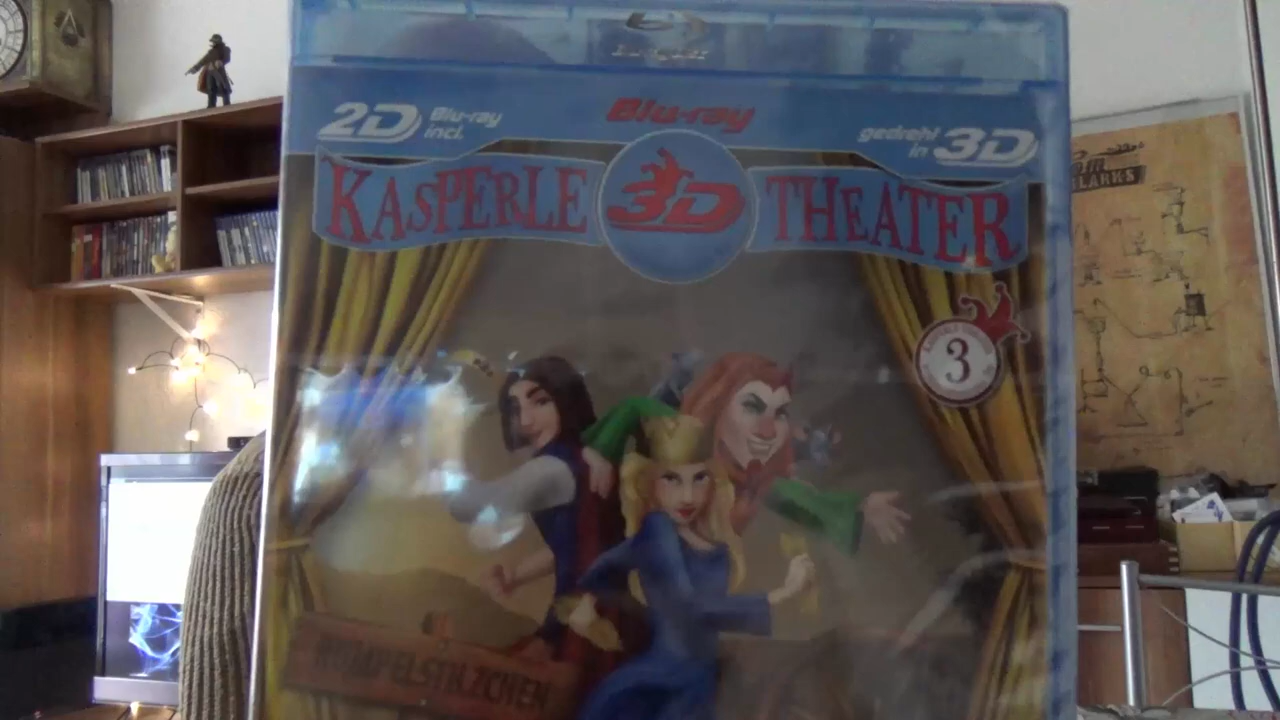 2D Blu-ray incl.
Blu-ray
gedreht in 3D
KASPERLE 3D THEATER
3
RUMPELSTILZCHEN